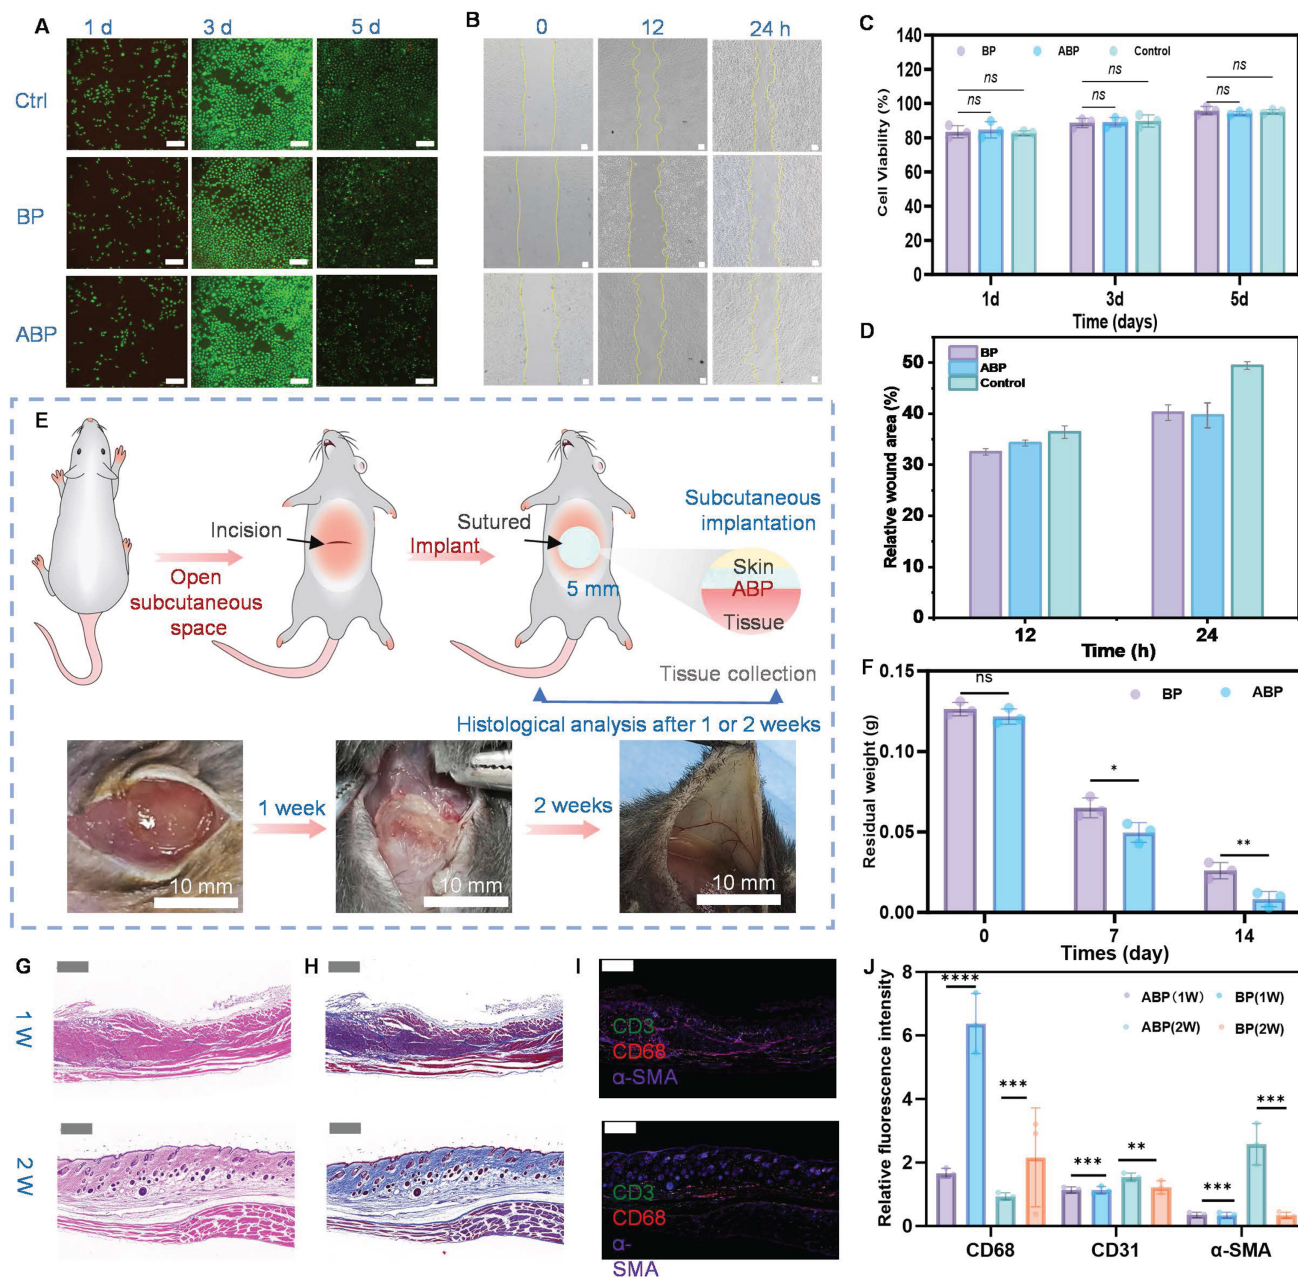 A
1 d
3 d
5 d
Ctrl
BP
ABP
B
0
12
24 h
C
140
120
100
80
60
40
20
0
Cell Viability (%)
BP
ABP
Control
ns
ns
ns
ns
ns
ns
1d
3d
5d
Time (days)
D
50
40
30
20
10
0
Relative wound area (%)
BP
ABP
Control
12
24
Time (h)
E
Incision
Open
subcutaneous
space
Implant
Sutured
5 mm
Subcutaneous
implantation
Skin
ABP
Tissue
Tissue collection
Histological analysis after 1 or 2 weeks
10 mm
1 week
10 mm
2 weeks
10 mm
F
0.15
0.10
0.05
0.00
Residual weight (g)
BP
ABP
ns
*
**
0
7
14
Times (day)
G
H
I
1 W
2 W
CD3
CD68
α-SMA
CD3
CD68
α-
SMA
J
8
6
4
2
0
Relative fluorescence intensity
ABP(1W)
BP(1W)
ABP(2W)
BP(2W)
****
***
***
**
***
***
CD68
CD31
α-SMA